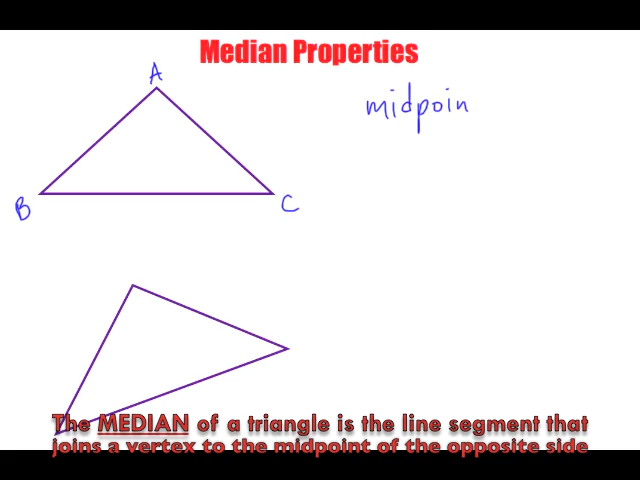 Median Properties
A
midpoin
B
C
The MEDIAN of a triangle is the line segment that
joins a vertex to the midpoint of the opposite side